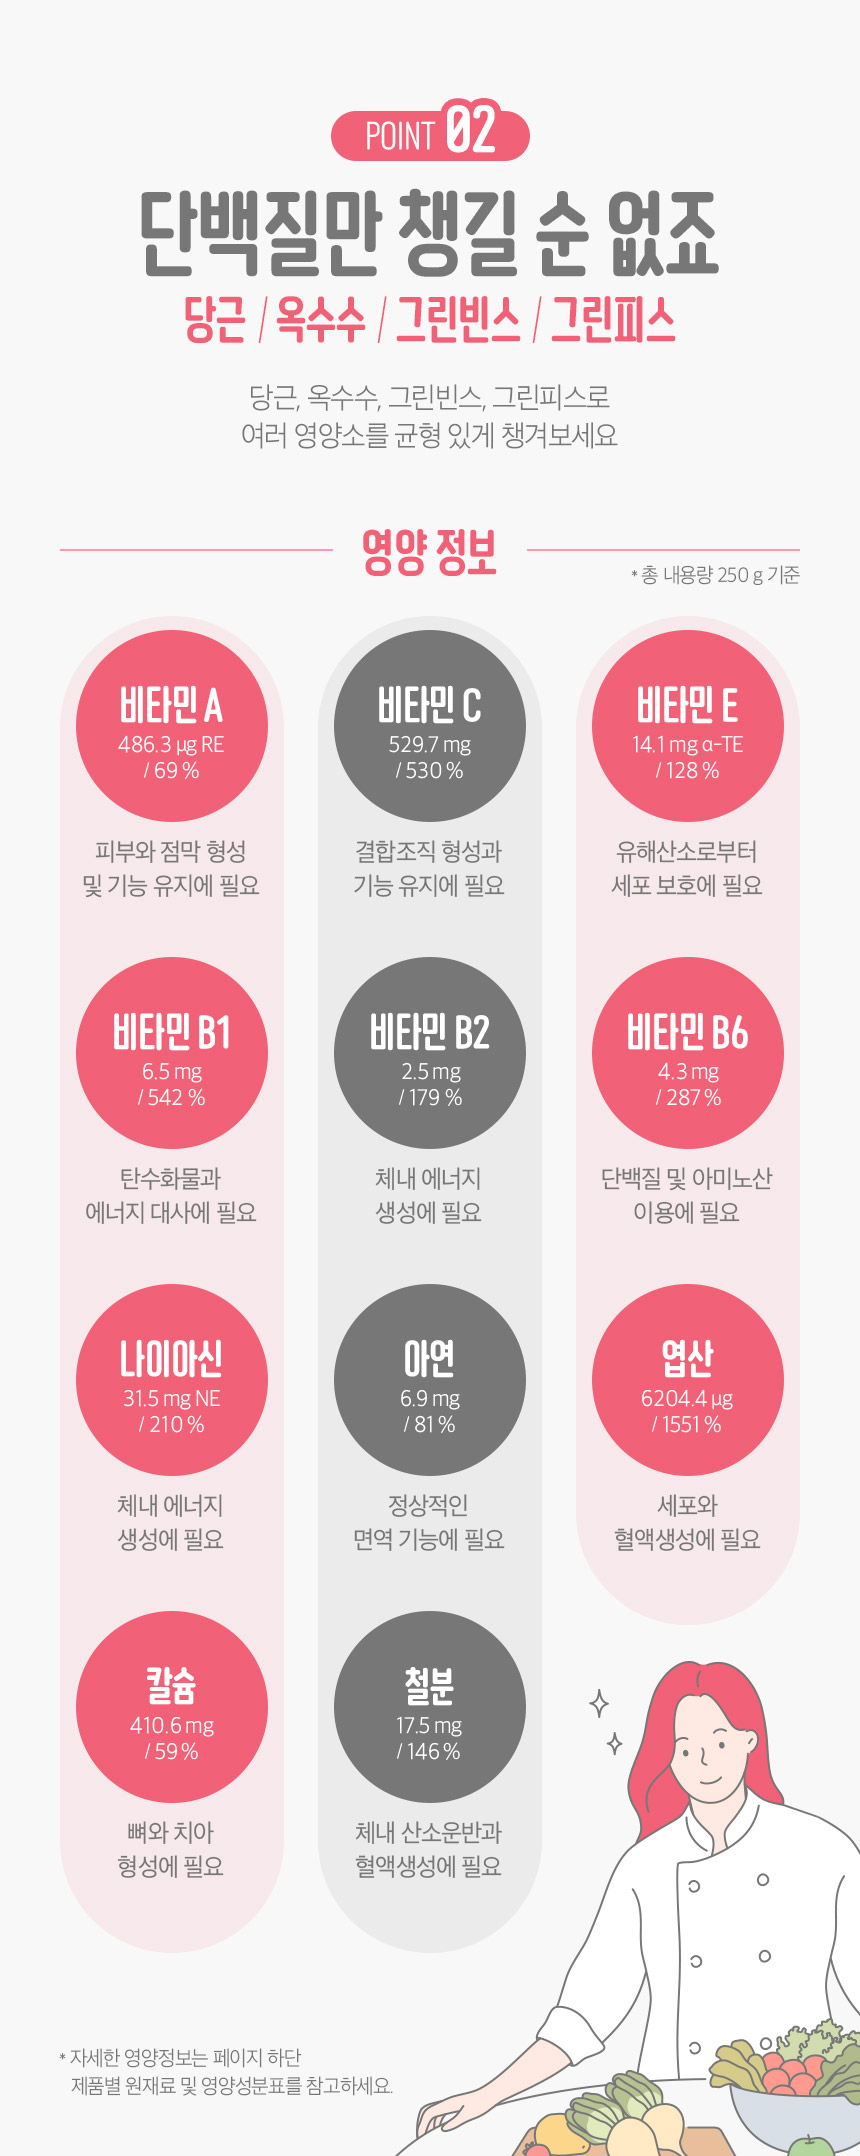 POINT 02
단백질만 챙길 순 없죠
당근 / 옥수수 / 그린빈스 / 그린피스
당근, 옥수수, 그린빈스, 그린피스로
여러 영양소를 균형 있게 챙겨보세요
영양 정보
* 총 내용량 250 g 기준
비타민 A
486.3 µg RE
/ 69 %
피부와 점막 형성
및 기능 유지에 필요
비타민 C
529.7 mg
/ 530 %
결합조직 형성과
기능 유지에 필요
비타민 E
14.1 mg α-TE
/ 128 %
유해산소로부터
세포 보호에 필요
비타민 B1
6.5 mg
/ 542 %
탄수화물과
에너지 대사에 필요
비타민 B2
2.5 mg
/ 179 %
체내 에너지
생성에 필요
비타민 B6
4.3 mg
/ 287 %
단백질 및 아미노산
이용에 필요
나이아신
31.5 mg NE
/ 210 %
체내 에너지
생성에 필요
아연
6.9 mg
/ 81 %
정상적인
면역 기능에 필요
엽산
6204.4 µg
/ 1551 %
세포와
혈액생성에 필요
칼슘
410.6 mg
/ 59 %
뼈와 치아
형성에 필요
철분
17.5 mg
/ 146 %
체내 산소운반과
혈액생성에 필요
* 자세한 영양정보는 페이지 하단
제품별 원재료 및 영양성분표를 참고하세요.